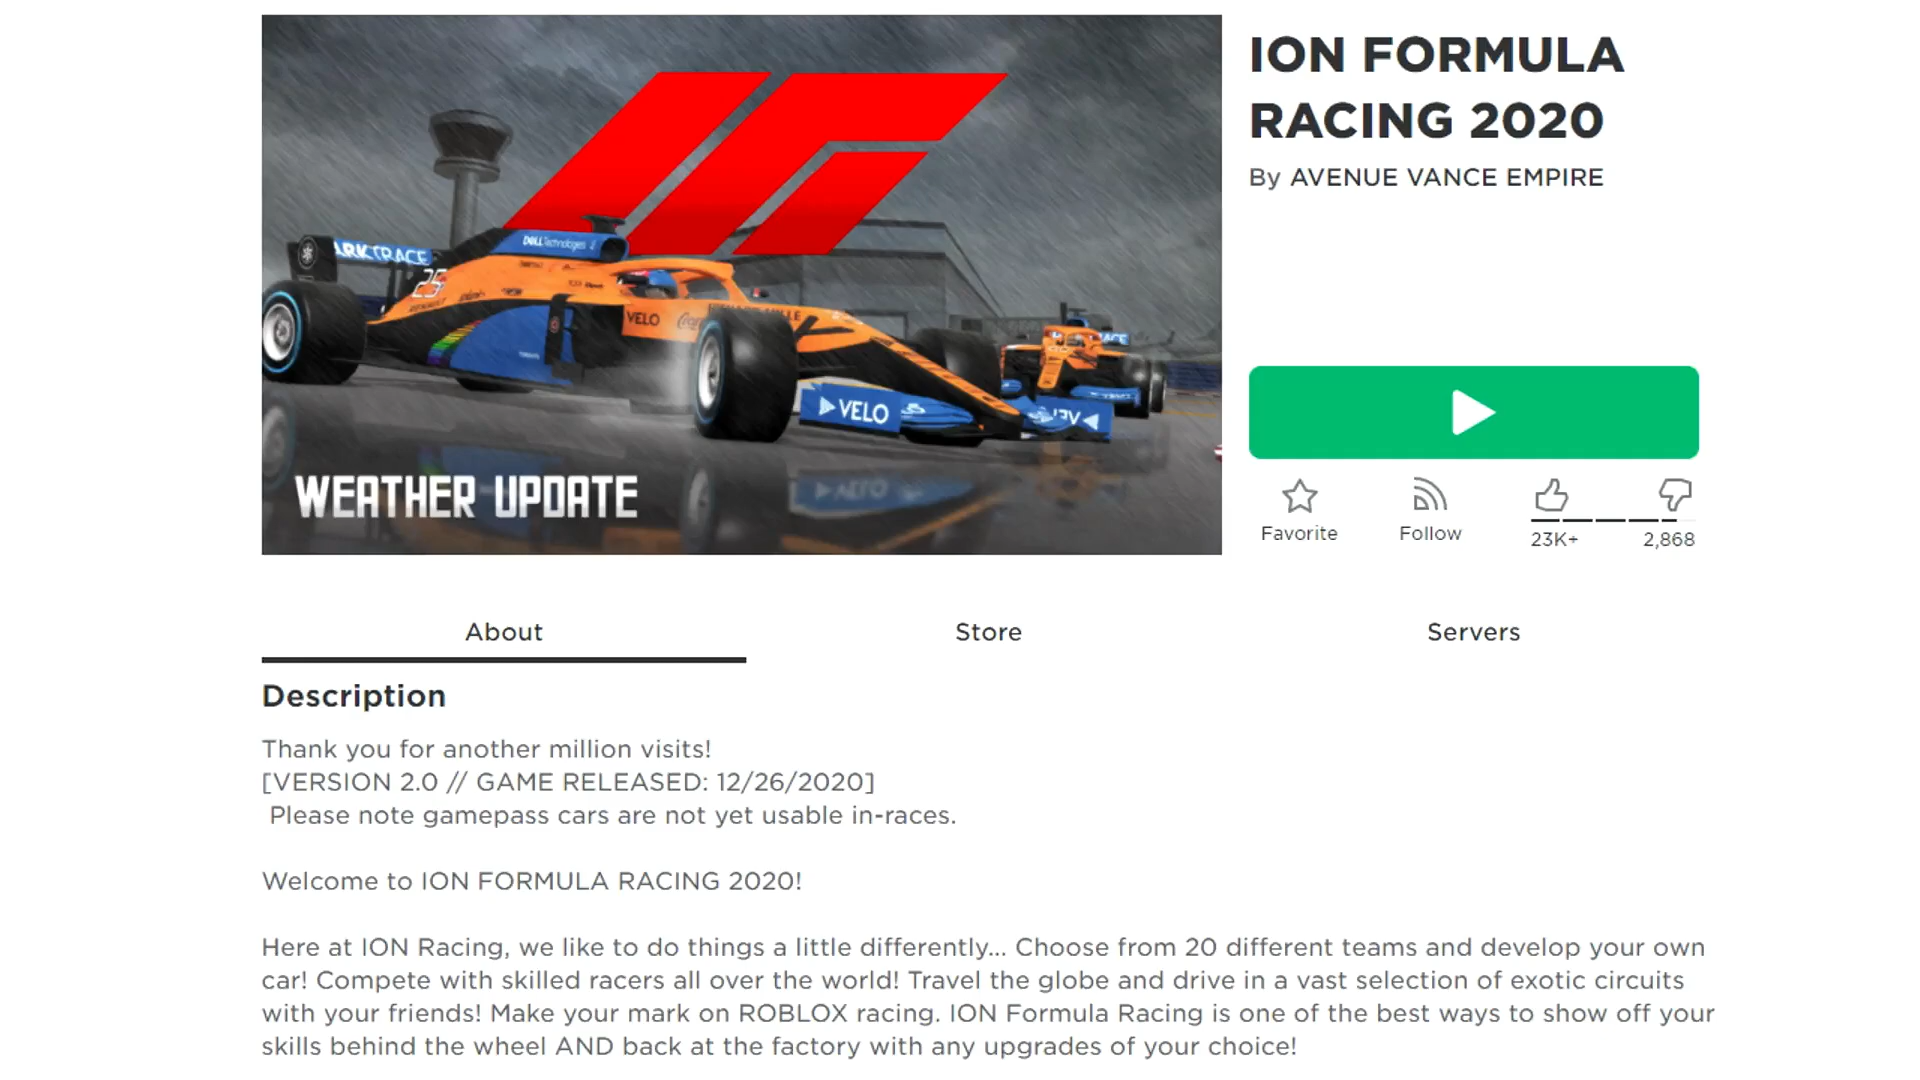 ION FORMULA
RACING 2020
By AVENUE VANCE EMPIRE
DELL Technologies
ARKTRACE
25
VELO
VELO
WEATHER UPDATE
Favorite
Follow
23K+
2,868
About
Store
Servers
Description
Thank you for another million visits!
[VERSION 2.0 // GAME RELEASED: 12/26/2020]
Please note gamepass cars are not yet usable in-races.
Welcome to ION FORMULA RACING 2020!
Here at ION Racing, we like to do things a little differently... Choose from 20 different teams and develop your own
car! Compete with skilled racers all over the world! Travel the globe and drive in a vast selection of exotic circuits
with your friends! Make your mark on ROBLOX racing. ION Formula Racing is one of the best ways to show off your
skills behind the wheel AND back at the factory with any upgrades of your choice!